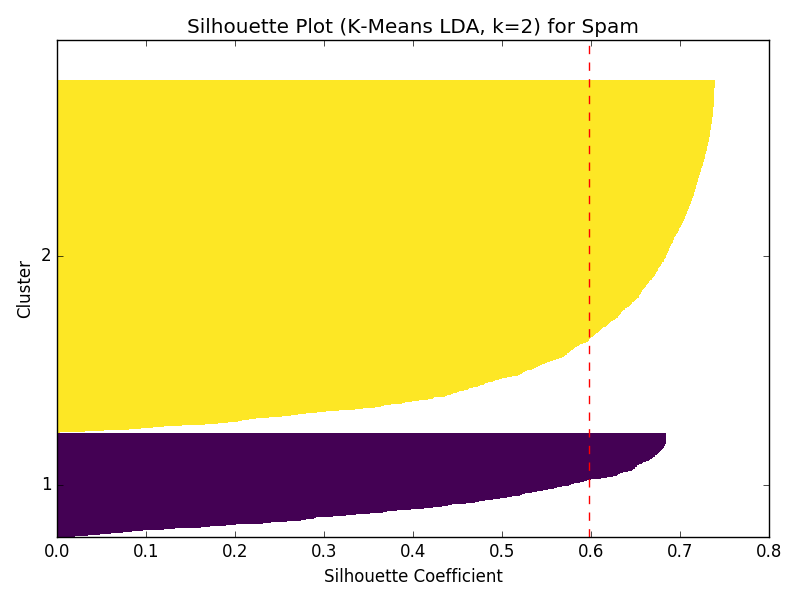 Silhouette Plot (K-Means LDA, k=2) for Spam
Cluster
2
1
0.0 0.1 0.2 0.3 0.4 0.5 0.6 0.7 0.8
Silhouette Coefficient